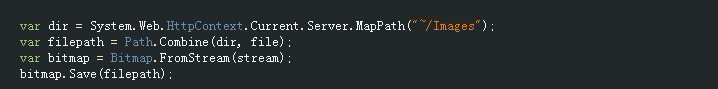 var dir = System.Web.HttpContext.Current.Server.MapPath("~/Images");
var filepath = Path.Combine(dir, file);
var bitmap = Bitmap.FromStream(stream);
bitmap.Save(filepath);